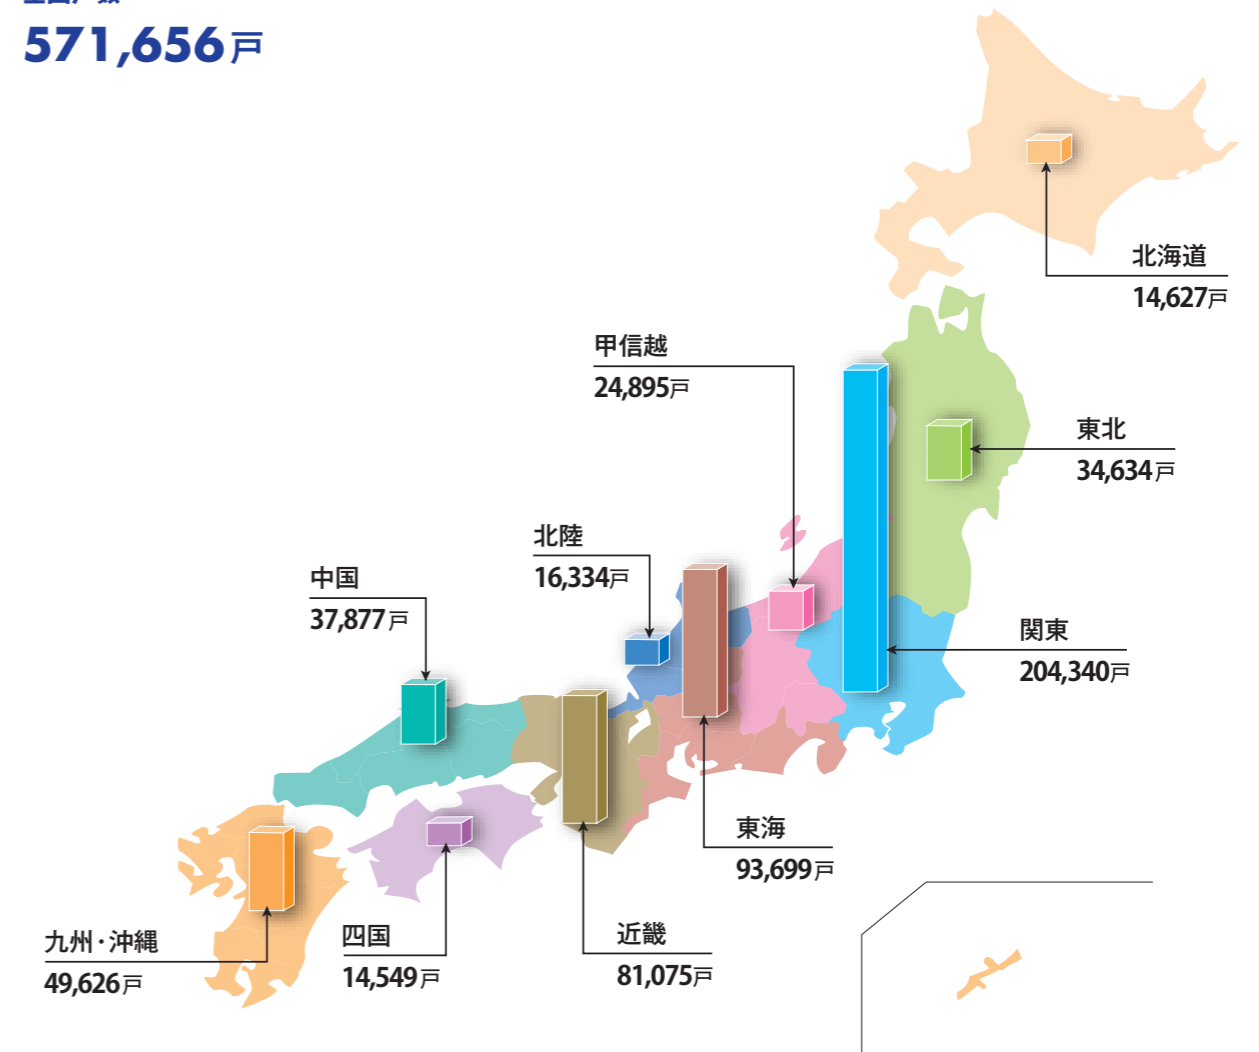 571,656戸
北海道
14,627戸
甲信越
24,895戸
東北
34,634戸
北陸
16,334戸
中国
37,877戸
関東
204,340戸
東海
93,699戸
九州・沖縄
49,626戸
四国
14,549戸
近畿
81,075戸